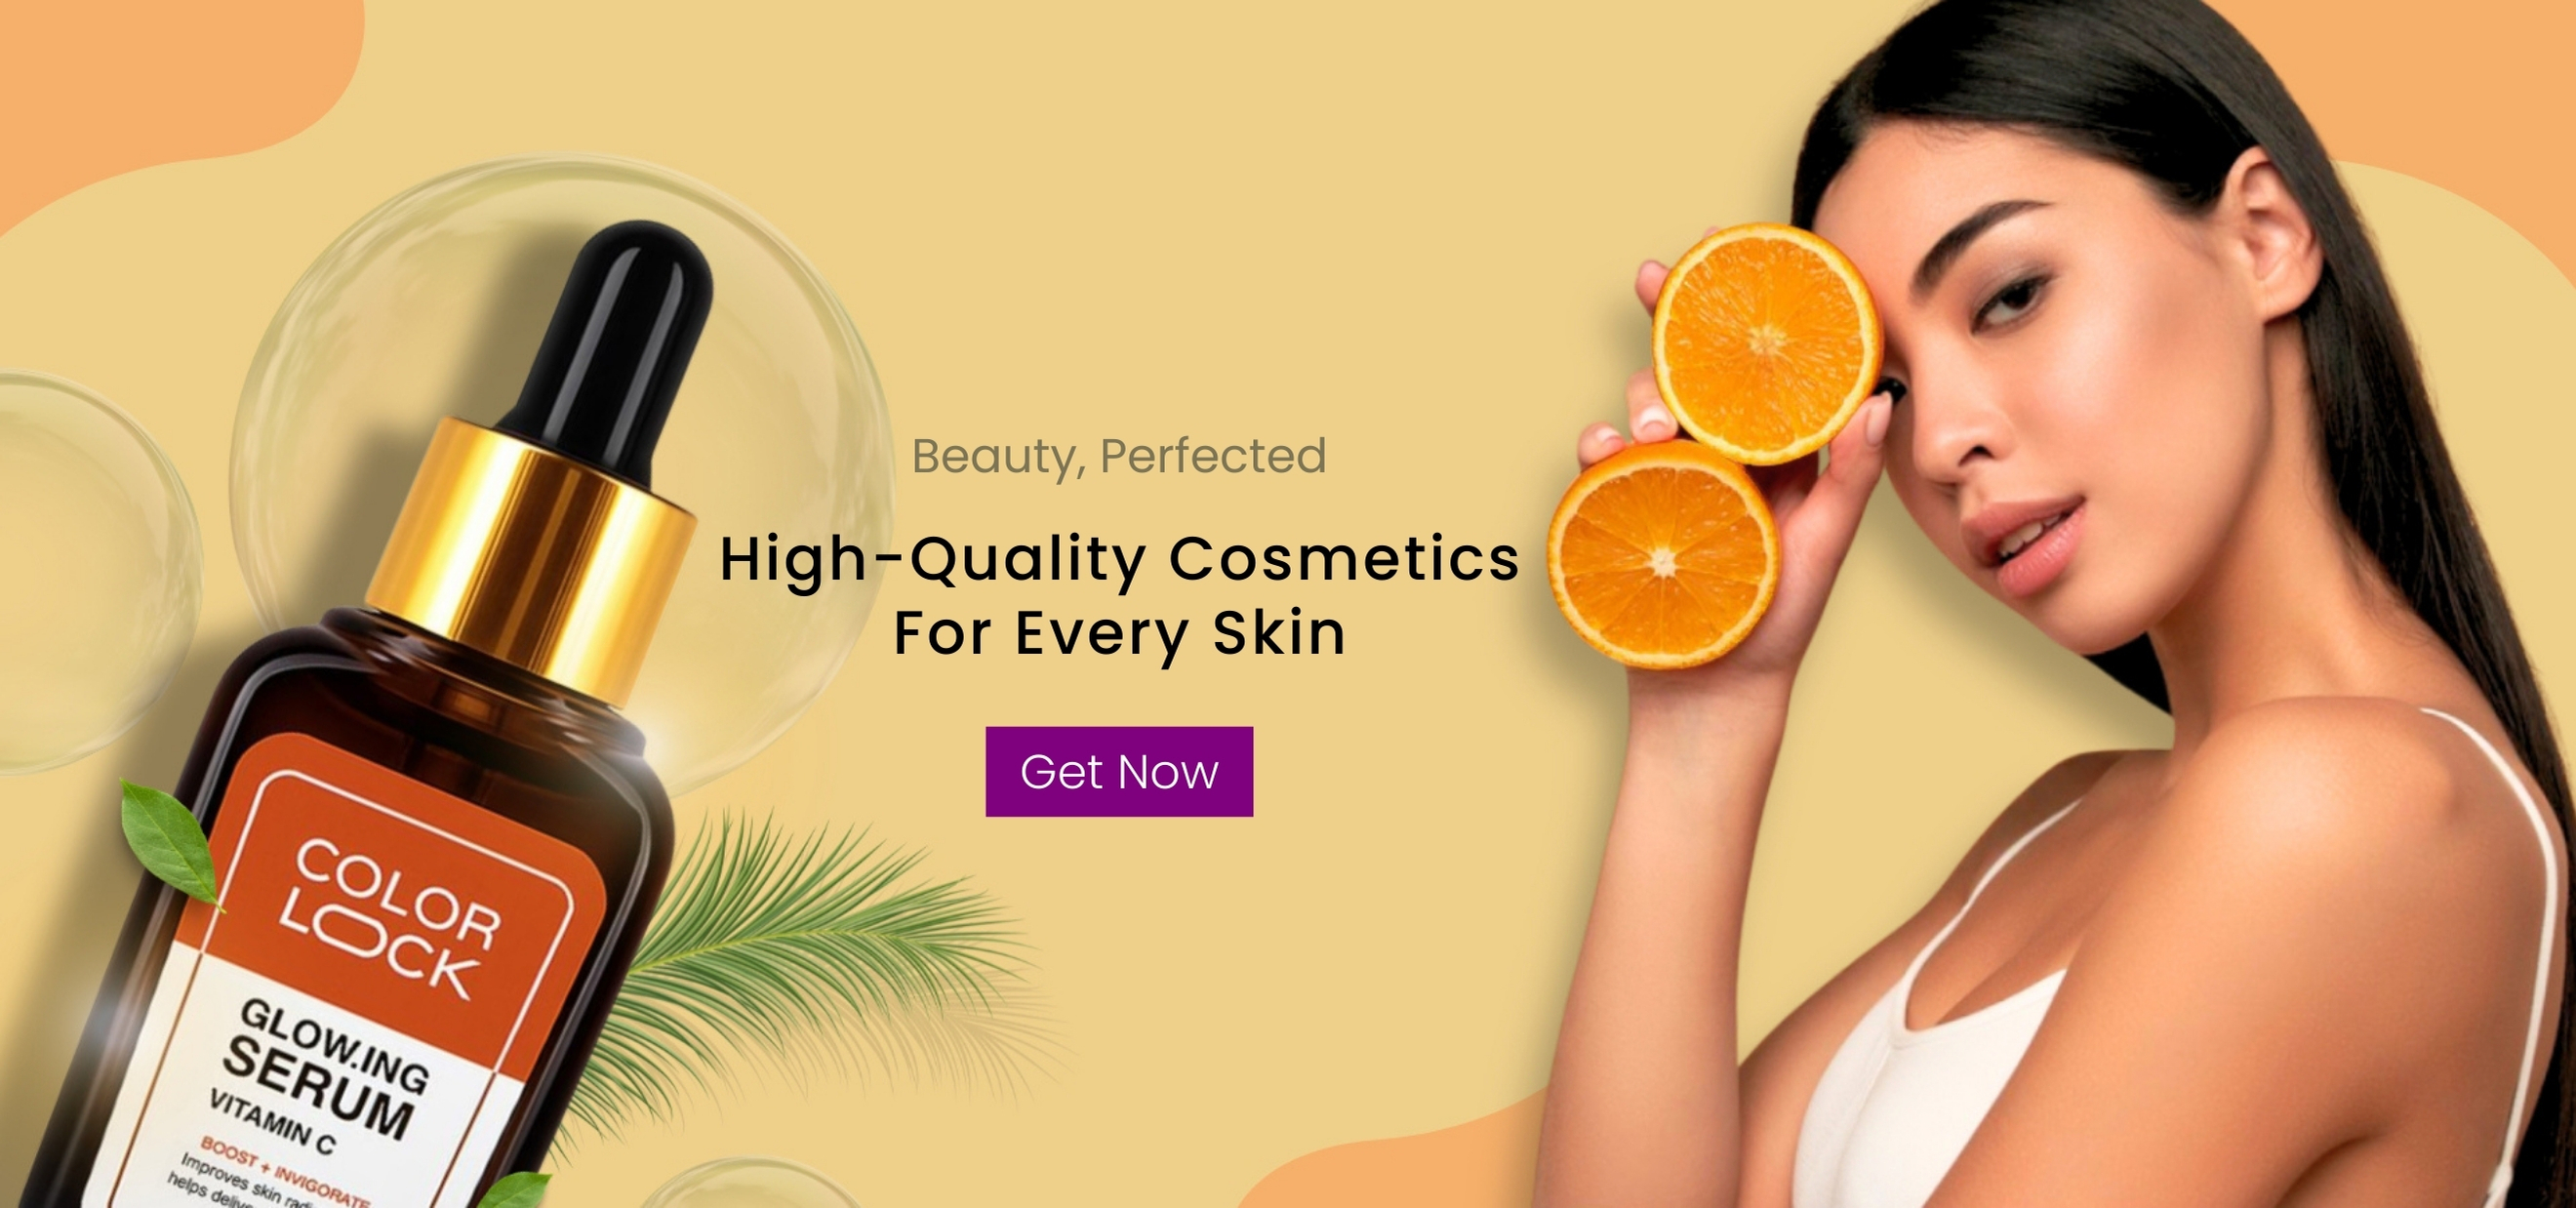 Beauty, Perfected
High-Quality Cosmetics
For Every Skin
Get Now
COLOR
LOCK
GLOW.ING
SERUM
VITAMIN C
BOOST + INVIGORATE
Improves skin
helps